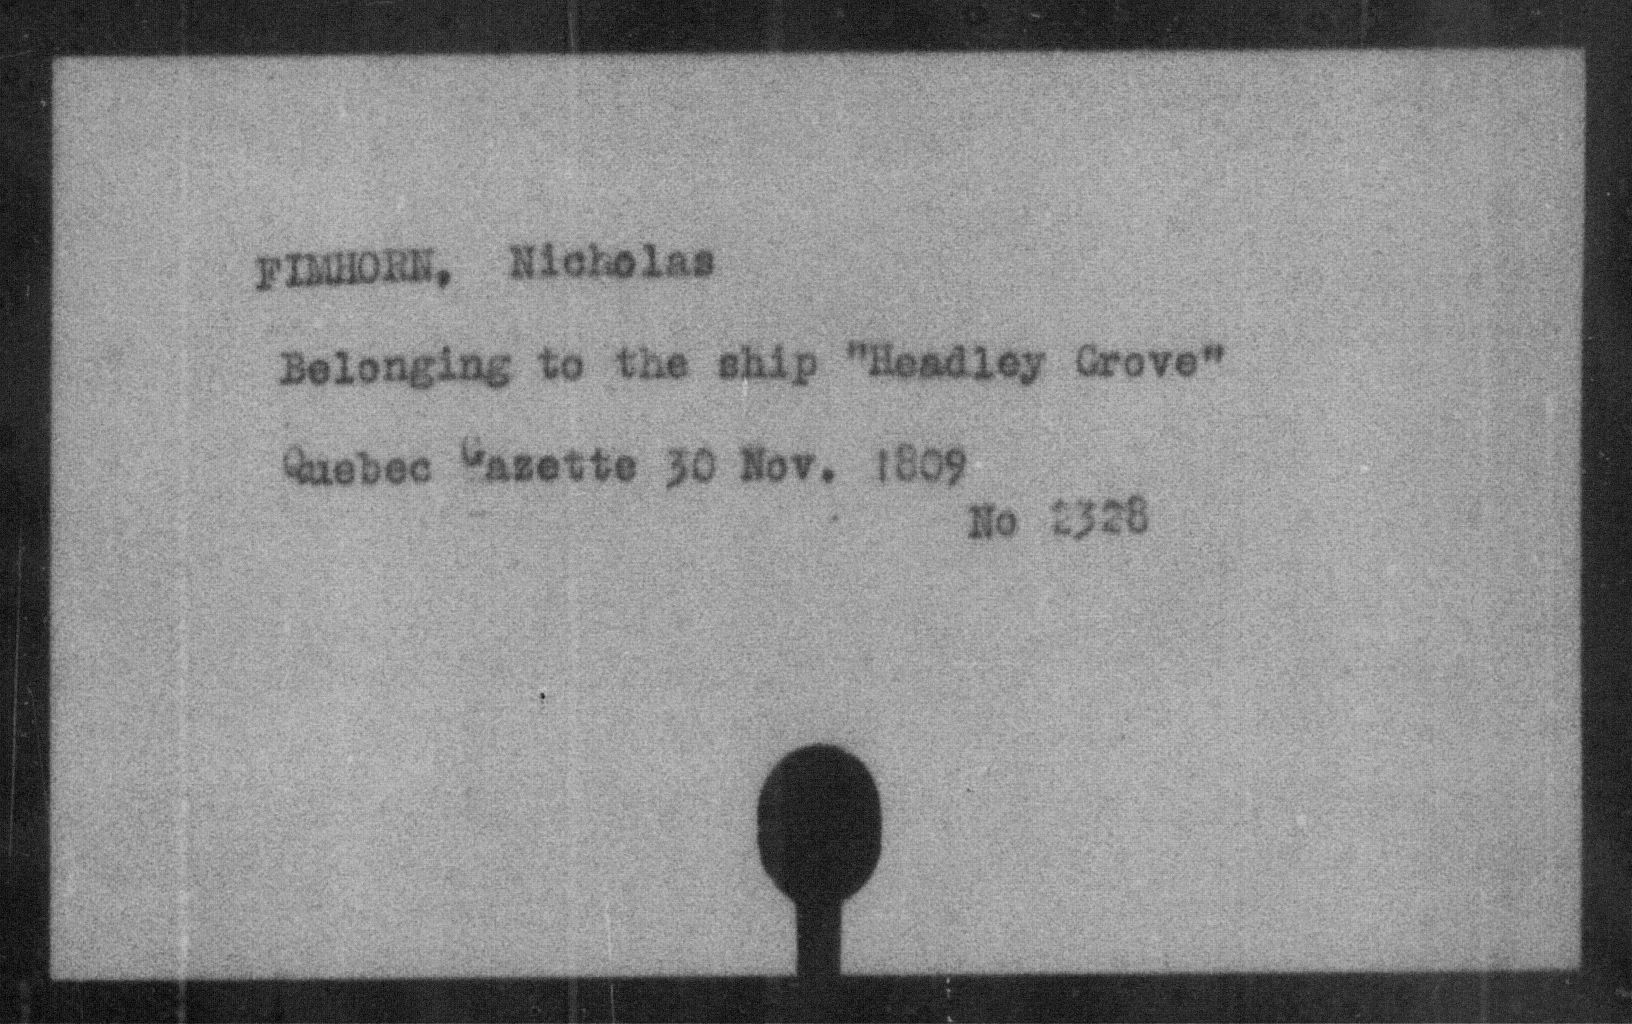 FIMHORN, Nicholas
Belonging to the ship "Headley Grove"
Quebec Gazette 30 Nov. 1809
No 2328